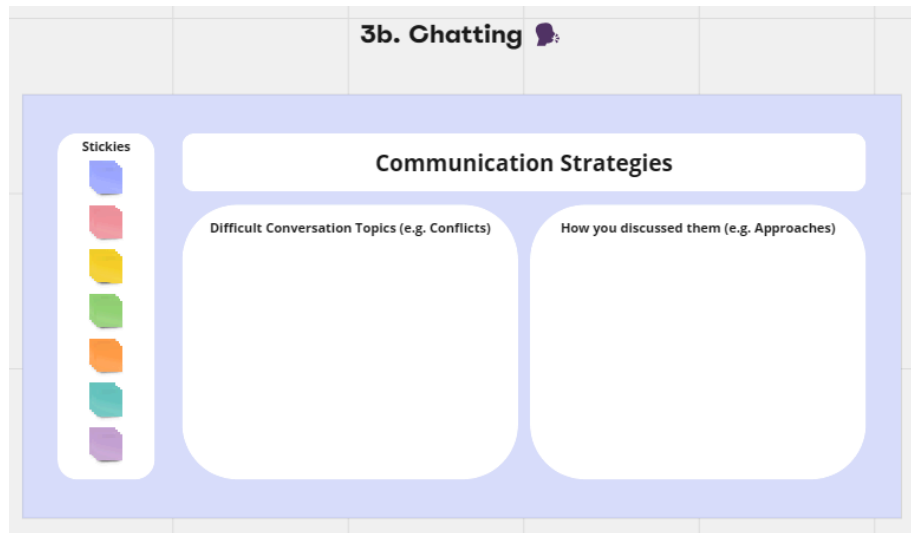 3b. Chatting
Stickies
Communication Strategies
Difficult Conversation Topics (e.g. Conflicts)
How you discussed them (e.g. Approaches)